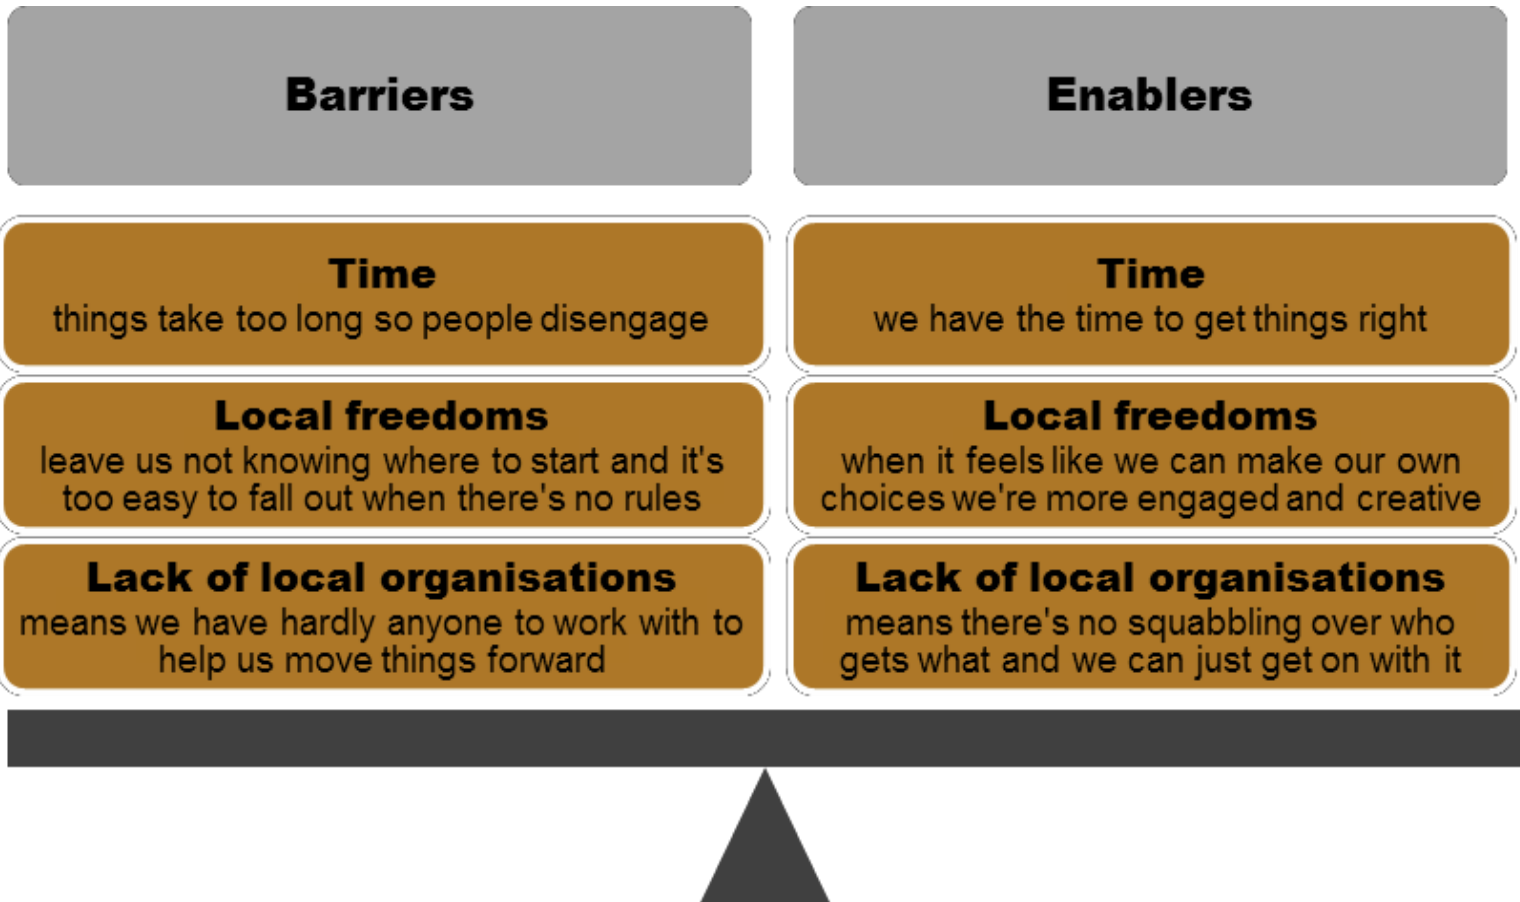 Barriers
Enablers
Time
things take too long so people disengage
Time
we have the time to get things right
Local freedoms
leave us not knowing where to start and it's
too easy to fall out when there's no rules
Local freedoms
when it feels like we can make our own
choices we're more engaged and creative
Lack of local organisations
means we have hardly anyone to work with to
help us move things forward
Lack of local organisations
means there's no squabbling over who
gets what and we can just get on with it